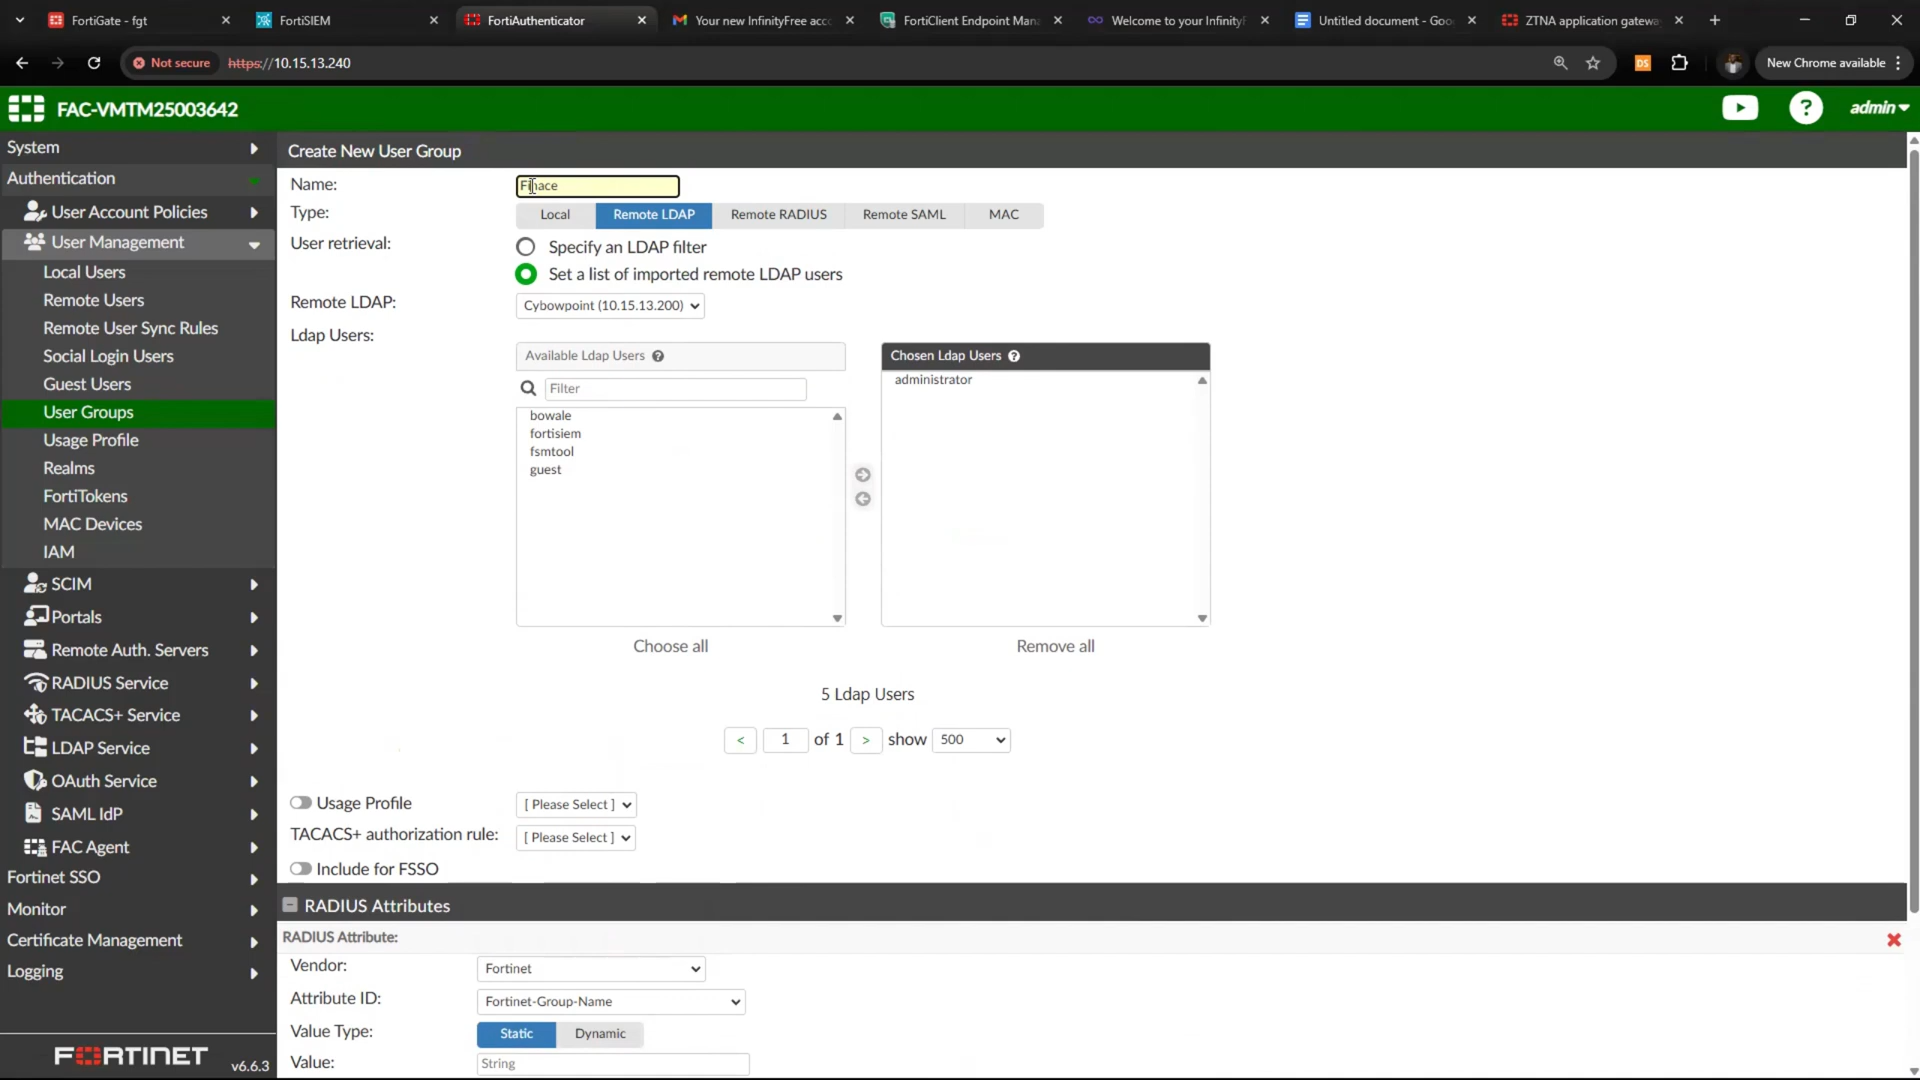 FortiGate - fgt
FortiSIEM
FortiAuthenticator
Your new InfinityFree acc
FortiClient Endpoint Mana
Welcome to your InfinityF
Untitled document - Goo
ZTNA application gatewa
Not secure
https://10.15.13.240
DS
New Chrome available
FAC-VMTM25003642
?
admin
System
Authentication
User Account Policies
User Management
Local Users
Remote Users
Remote User Sync Rules
Social Login Users
Guest Users
User Groups
Usage Profile
Realms
FortiTokens
MAC Devices
IAM
SCIM
Portals
Remote Auth. Servers
RADIUS Service
TACACS+ Service
LDAP Service
OAuth Service
SAML IdP
FAC Agent
Fortinet SSO
Monitor
Certificate Management
Logging
FORTINET
v6.6.3
Create New User Group
Name:
Finace
Type:
Local Remote LDAP Remote RADIUS Remote SAML MAC
User retrieval:
Specify an LDAP filter
Set a list of imported remote LDAP users
Remote LDAP:
Cybowpoint (10.15.13.200)
Ldap Users:
Available Ldap Users ?
Filter
bowale
fortisiem
fsmtool
guest
Choose all
Chosen Ldap Users ?
administrator
Remove all
5 Ldap Users
< 1 of 1 > show 500
Usage Profile
[ Please Select ]
TACACS+ authorization rule:
[ Please Select ]
Include for FSSO
RADIUS Attributes
RADIUS Attribute:
Vendor:
Fortinet
Attribute ID:
Fortinet-Group-Name
Value Type:
Static Dynamic
Value:
String